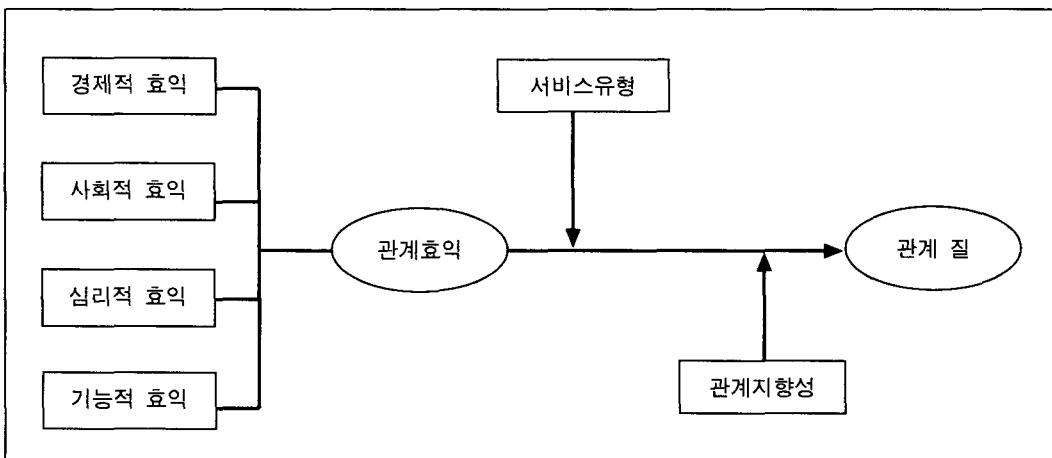 경제적 효익
사회적 효익
심리적 효익
기능적 효익
관계효익
서비스유형
관계지향성
관계 질